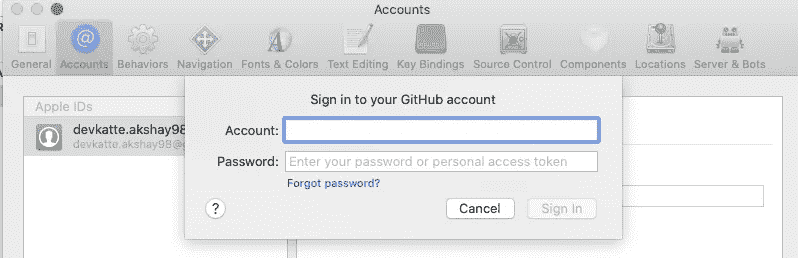 Accounts
General Accounts Behaviors Navigation Fonts & Colors Text Editing Key Bindings Source Control Components Locations Server & Bots
Apple IDs
devkatte.akshay98
devkatte.akshay98@
Sign in to your GitHub account
Account:
Password: Enter your password or personal access token
Forgot password?
? Cancel Sign In